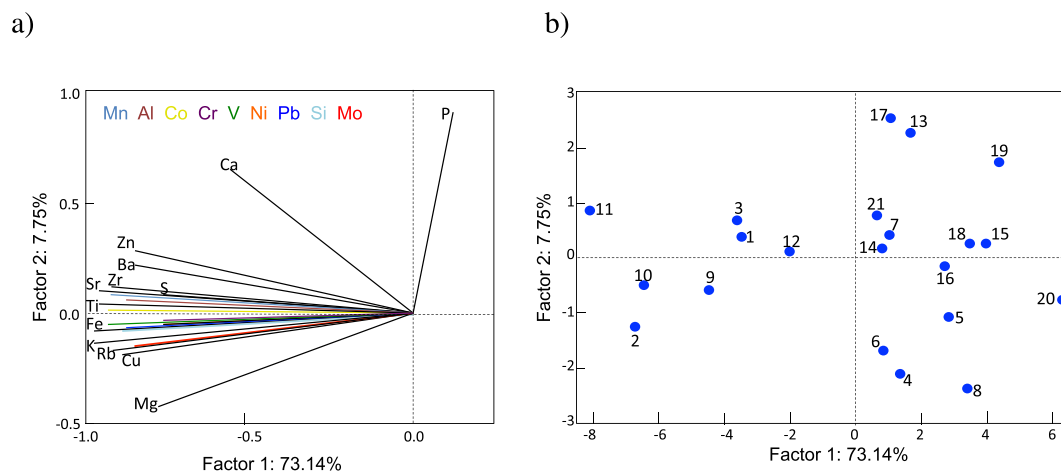 a)
1.0
Mn Al Co Cr V Ni Pb Si Mo
P
Ca
0.5
Zn
Ba
Sr Zr S
Ti
0.0
Fe
K Rb Cu
Mg
-0.5
-1.0 -0.5 0.0
Factor 1: 73.14%
Factor 2: 7.75%
b)
3
17 13
2
19
1
11 3 21
1 12 7
14 18 15
0
16
10 9
20
-1
5
2
6
-2
4 8
-3
-8 -6 -4 -2 0 2 4 6
Factor 1: 73.14%
Factor 2: 7.75%